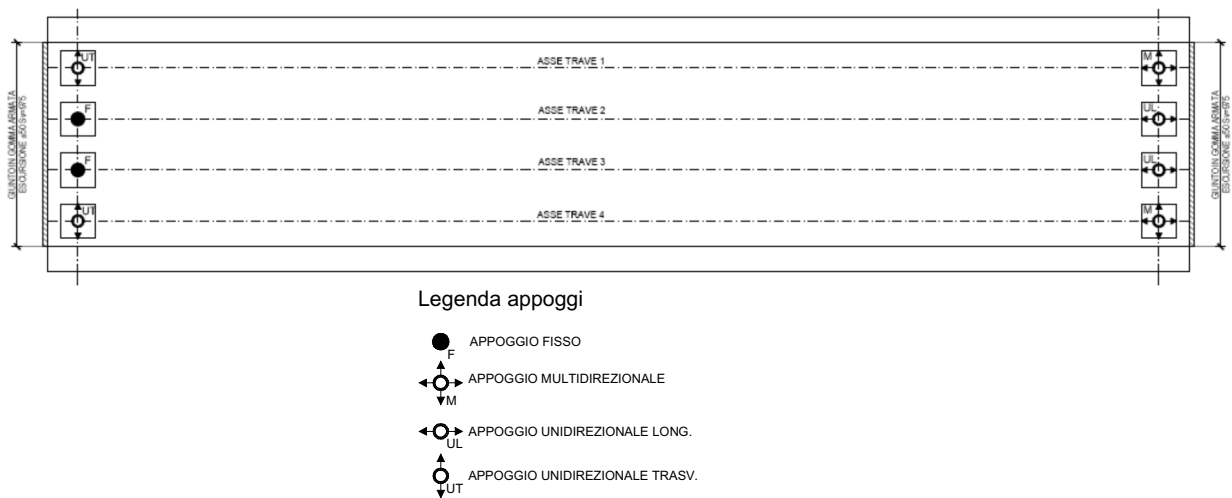 UT
ASSE TRAVE 1
M
F
ASSE TRAVE 2
UL
F
ASSE TRAVE 3
UL
UT
ASSE TRAVE 4
M
GIUNTO IN GOMMA ARMATA
GIUNTO IN GOMMA ARMATA
Legenda appoggi
F
APPOGGIO FISSO
APPOGGIO MULTIDIREZIONALE
M
APPOGGIO UNIDIREZIONALE LONG.
UL
APPOGGIO UNIDIREZIONALE TRASV.
UT